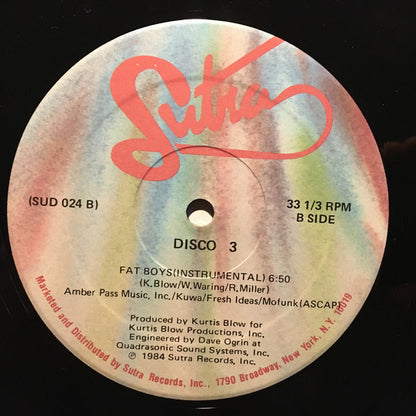 Sutra
(SUD 024 B)
33 1/3 RPM
B SIDE
DISCO 3
FAT BOYS(INSTRUMENTAL) 6:50
(K,Blow/W,Waring/R,Miller)
Amber Pass Music, Inc./Kuwa/Fresh Ideas/Mofunk(ASCAP)
Produced by Kurtis Blow for
Kurtis Blow Productions, Inc.
Engineered by Dave Ogrin at
Quadrasonic Sound Systems, Inc.
℗ 1984 Sutra Records, Inc.
Marketed and Distributed by Sutra Records, Inc., 1790 Broadway, New York, N.Y. 10019